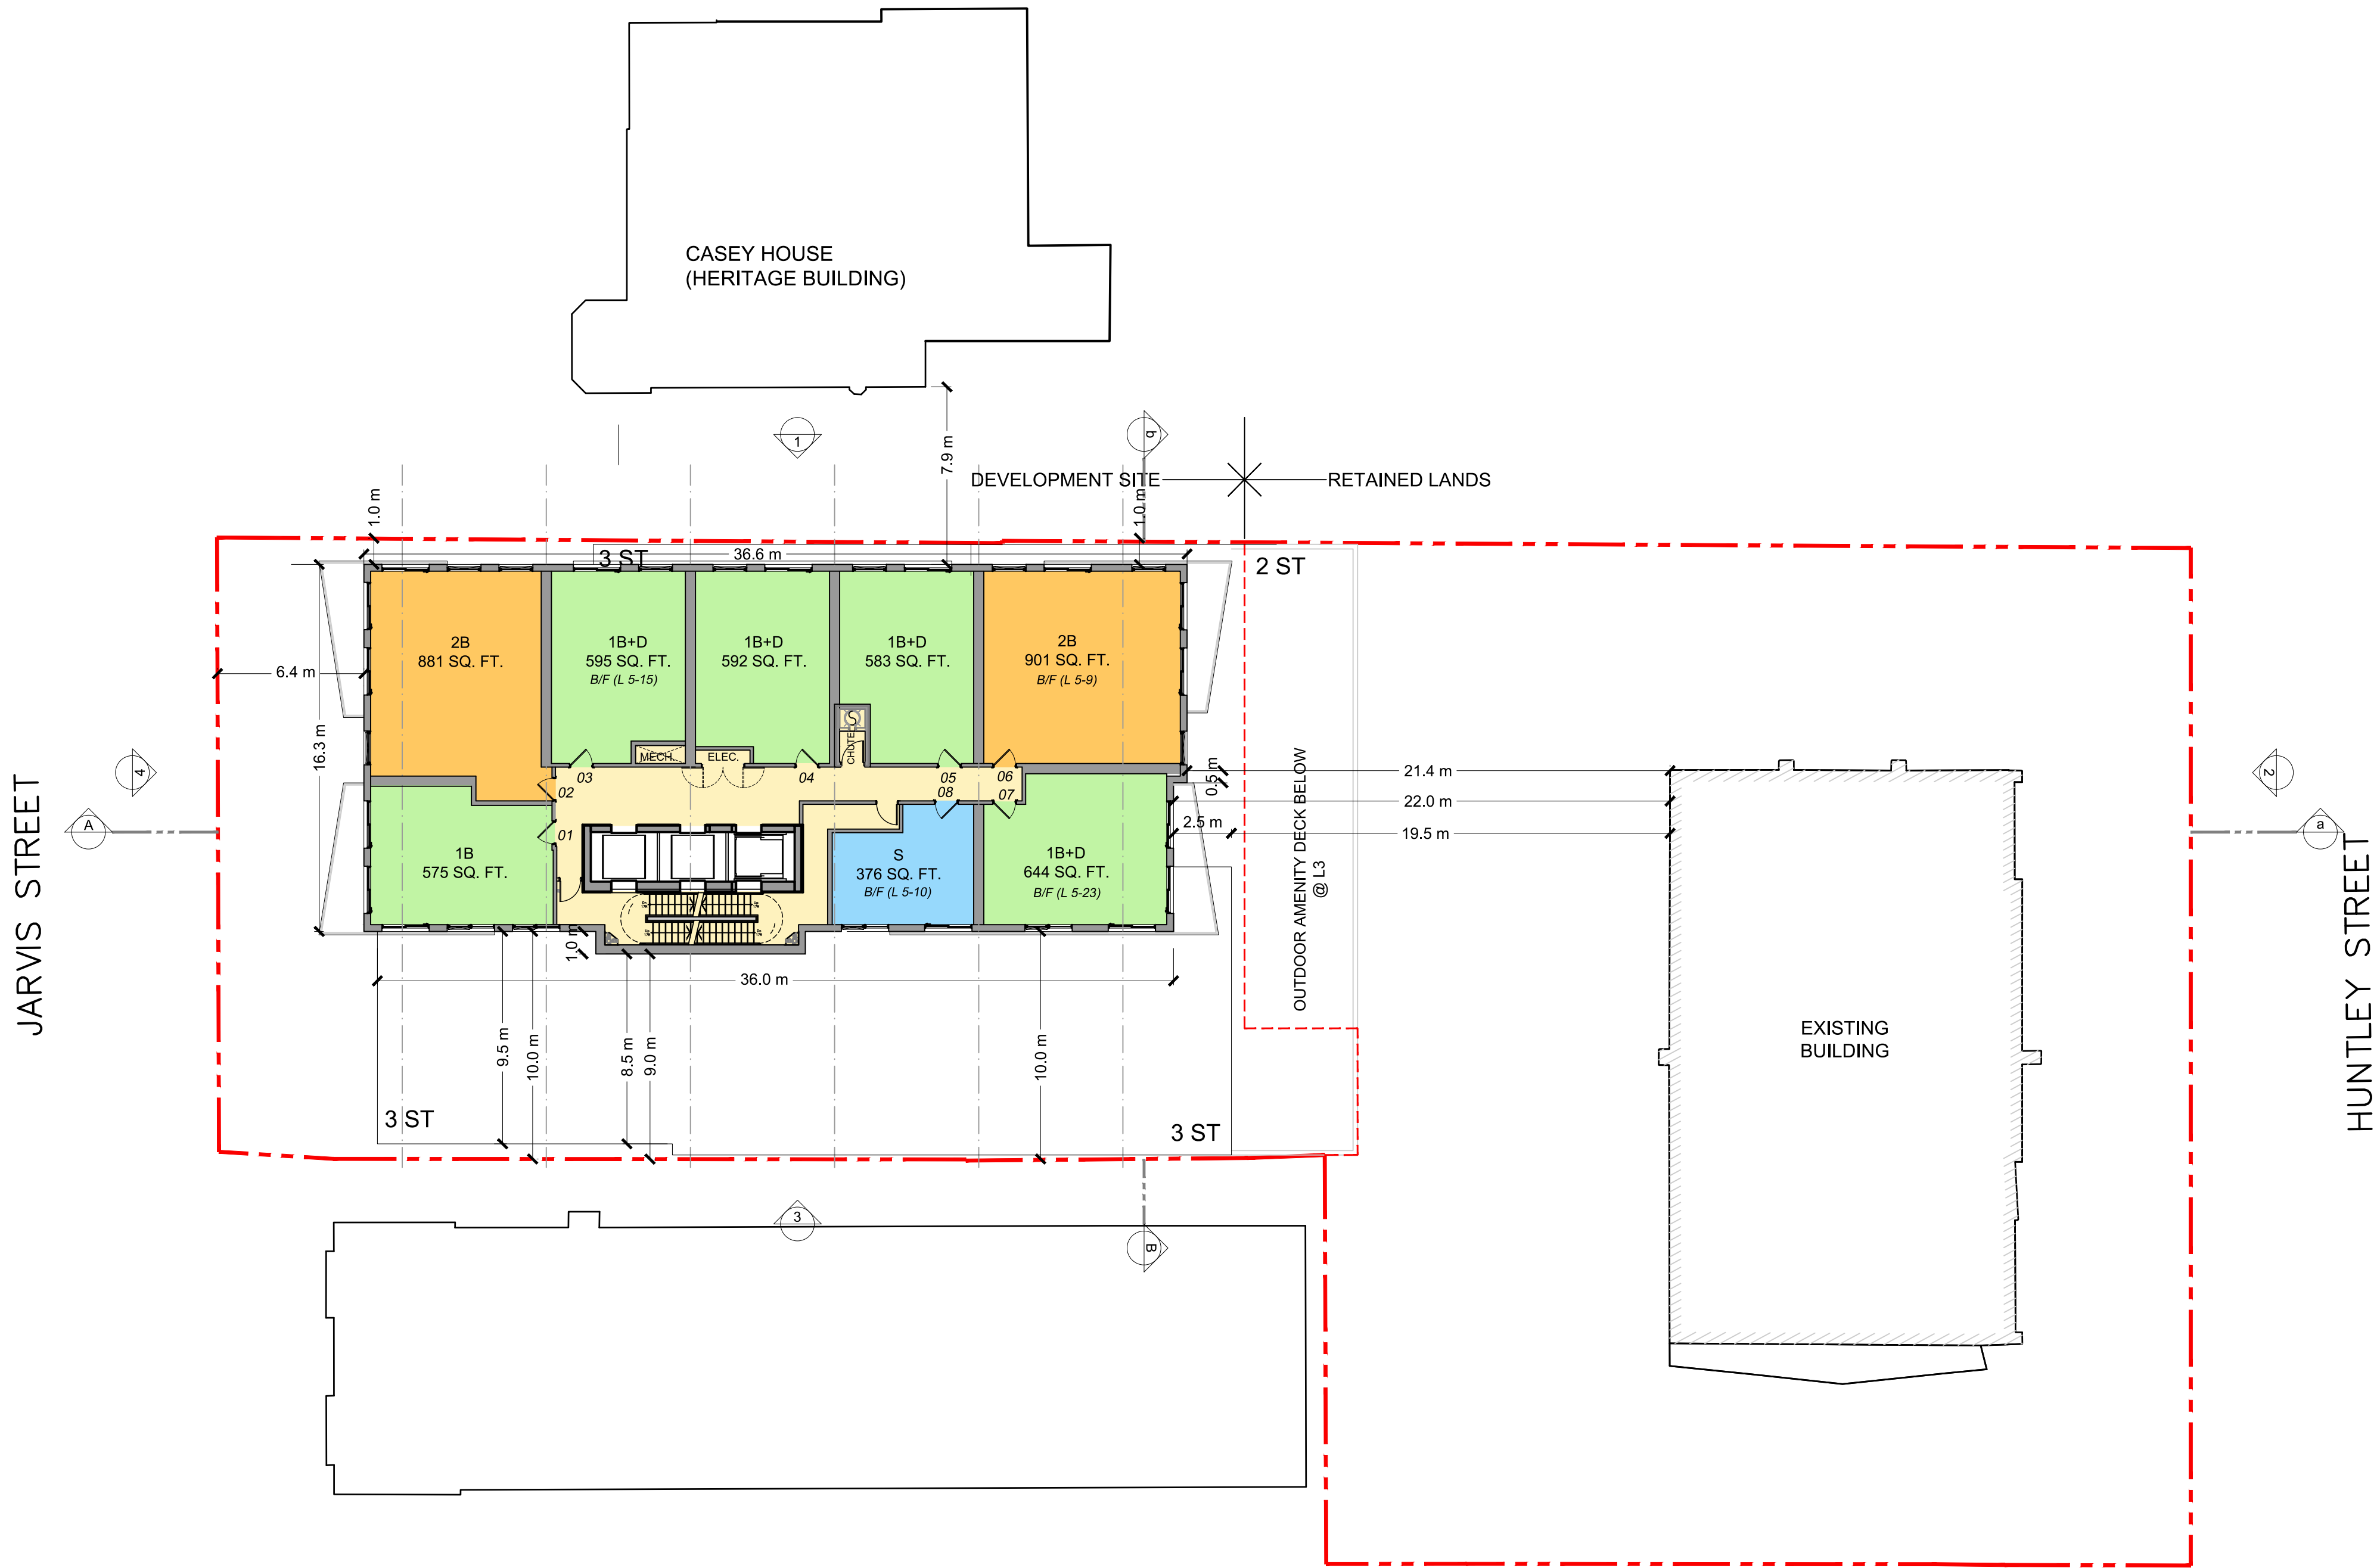 CASEY HOUSE
(HERITAGE BUILDING)
1
b
7.9 m
DEVELOPMENT SITE
RETAINED LANDS
1.0 m
1.0 m
3 ST
36.6 m
2 ST
2B
881 SQ. FT.
1B+D
595 SQ. FT.
B/F (L 5-15)
1B+D
592 SQ. FT.
1B+D
583 SQ. FT.
2B
901 SQ. FT.
B/F (L 5-9)
6.4 m
16.3 m
S
CHUTE
MECH.
ELEC.
03
04
05
06
02
08
07
01
4
A
JARVIS STREET
0.5 m
21.4 m
22.0 m
2.5 m
19.5 m
2
a
HUNTLEY STREET
1B
575 SQ. FT.
S
376 SQ. FT.
B/F (L 5-10)
1B+D
644 SQ. FT.
B/F (L 5-23)
OUTDOOR AMENITY DECK BELOW
@ L3
1.0 m
36.0 m
9.5 m
10.0 m
8.5 m
9.0 m
10.0 m
EXISTING
BUILDING
3 ST
3 ST
3
B